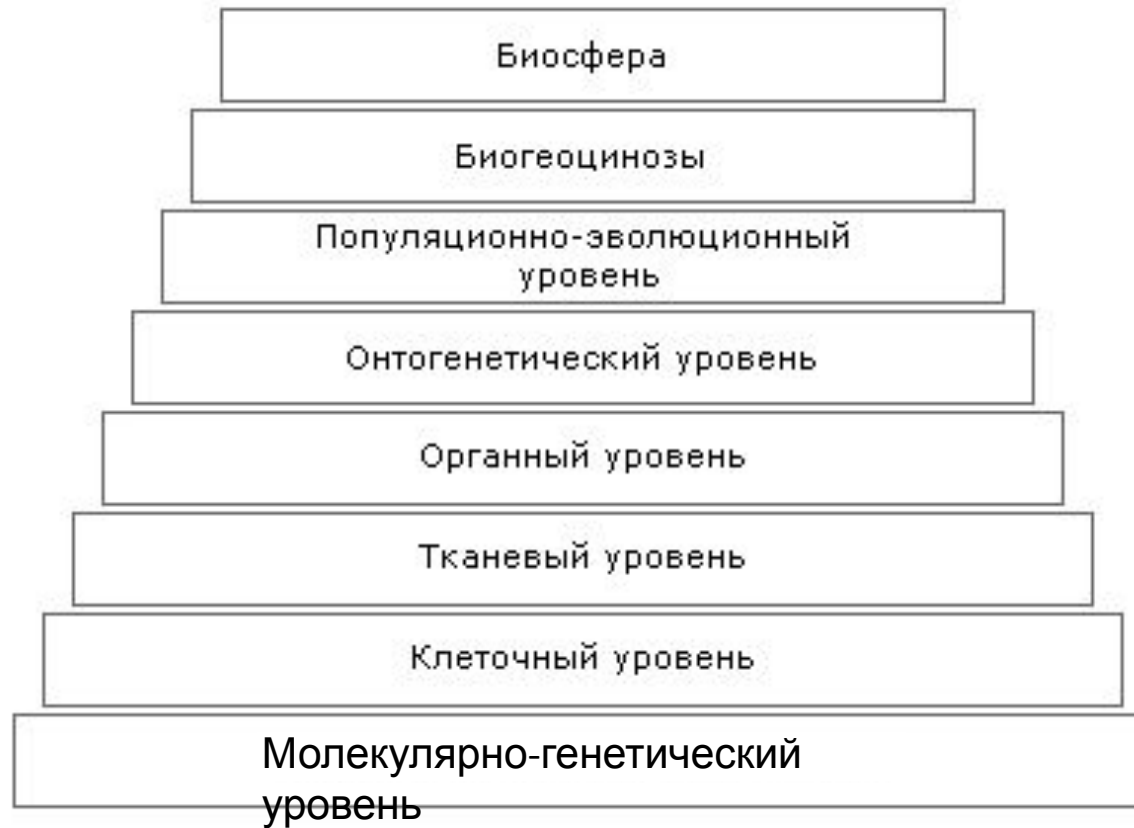 Биосфера
Биогеоцинозы
Популяционно-эволюционный
уровень
Онтогенетический уровень
Органный уровень
Тканевый уровень
Клеточный уровень
Молекулярно-генетический
уровень